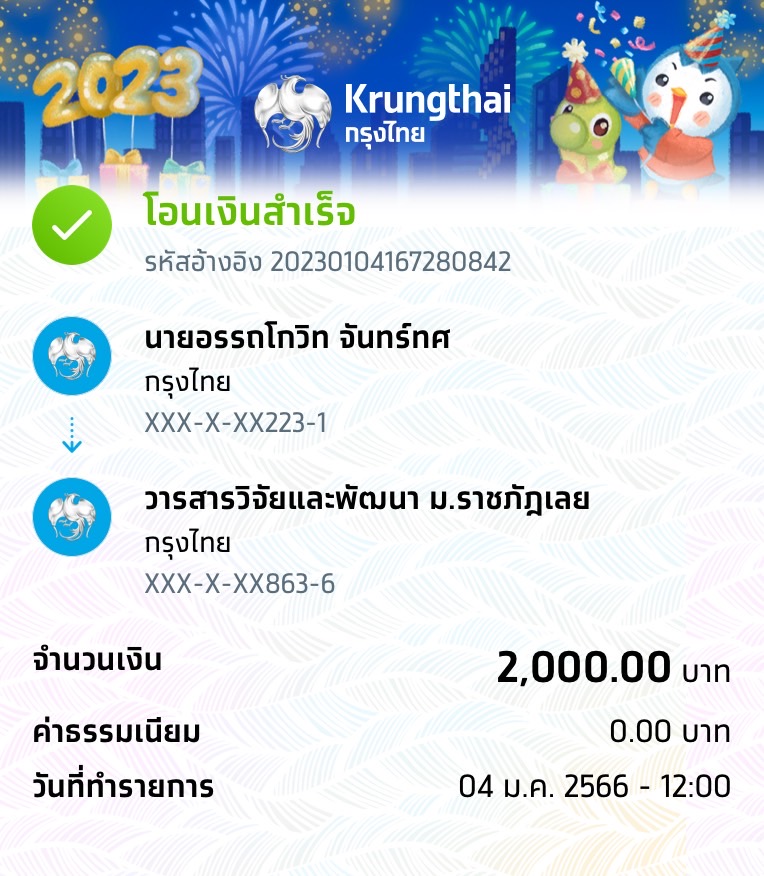 2023
Krungthai
กรุงไทย
โอนเงินสำเร็จ
รหัสอ้างอิง 20230104167280842
นายอรรถโกวิท จันทร์ทศ
กรุงไทย
XXX-X-XX223-1
วารสารวิจัยและพัฒนา ม.ราชภัฎเลย
กรุงไทย
XXX-X-XX863-6
จำนวนเงิน 2,000.00 บาท
ค่าธรรมเนียม 0.00 บาท
วันที่ทำรายการ 04 ม.ค. 2566 - 12:00